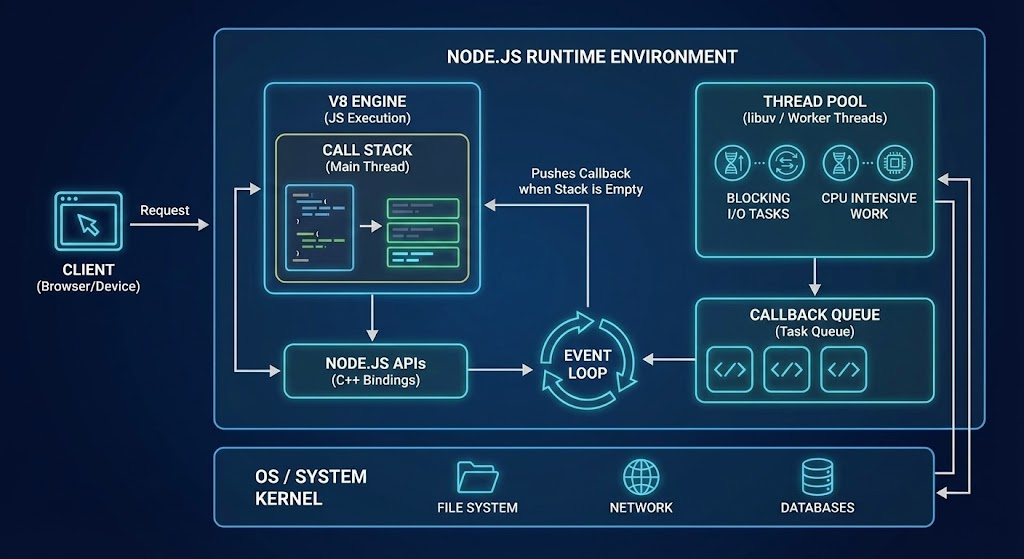 NODE.JS RUNTIME ENVIRONMENT
V8 ENGINE
(JS Execution)
CALL STACK
(Main Thread)
Pushes Callback
when Stack is Empty
THREAD POOL
(libuv / Worker Threads)
BLOCKING
I/O TASKS
CPU INTENSIVE
WORK
Request
CLIENT
(Browser/Device)
NODE.JS APIs
(C++ Bindings)
EVENT
LOOP
CALLBACK QUEUE
(Task Queue)
</> </> </>
OS / SYSTEM
KERNEL
FILE SYSTEM
NETWORK
DATABASES